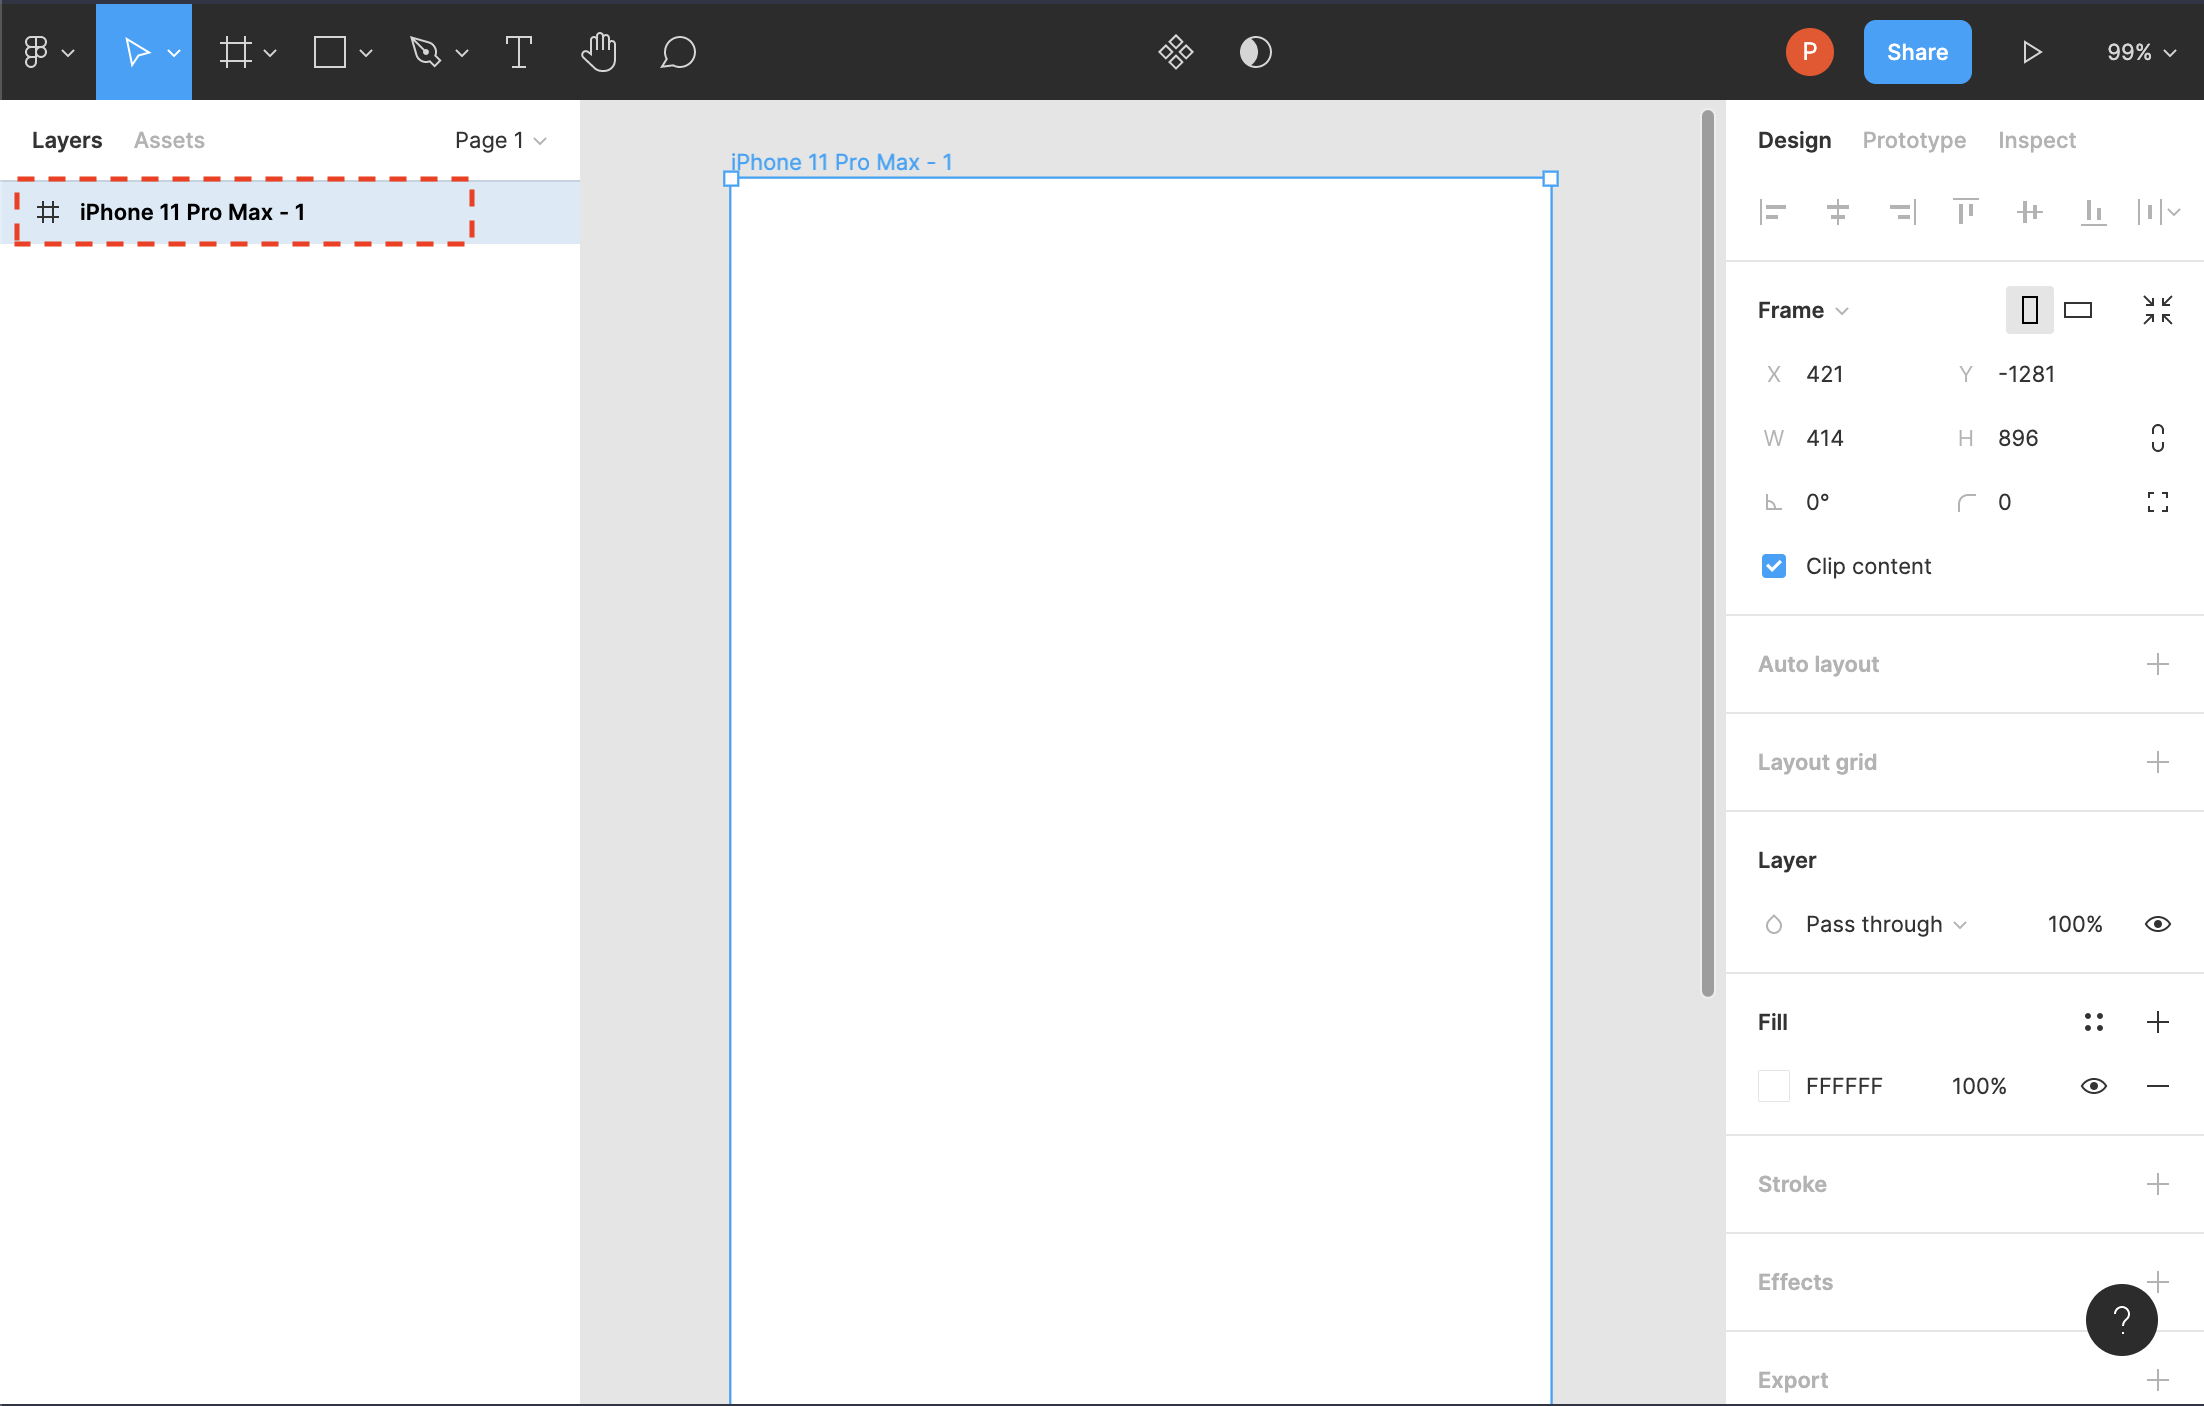 P
Share
99%
Layers
Assets
Page 1
iPhone 11 Pro Max - 1
iPhone 11 Pro Max - 1
Design
Prototype
Inspect
Frame
X 421
Y -1281
W 414
H 896
0°
0
Clip content
Auto layout
Layout grid
Layer
Pass through 100%
Fill
FFFFFF 100%
Stroke
Effects
?
Export